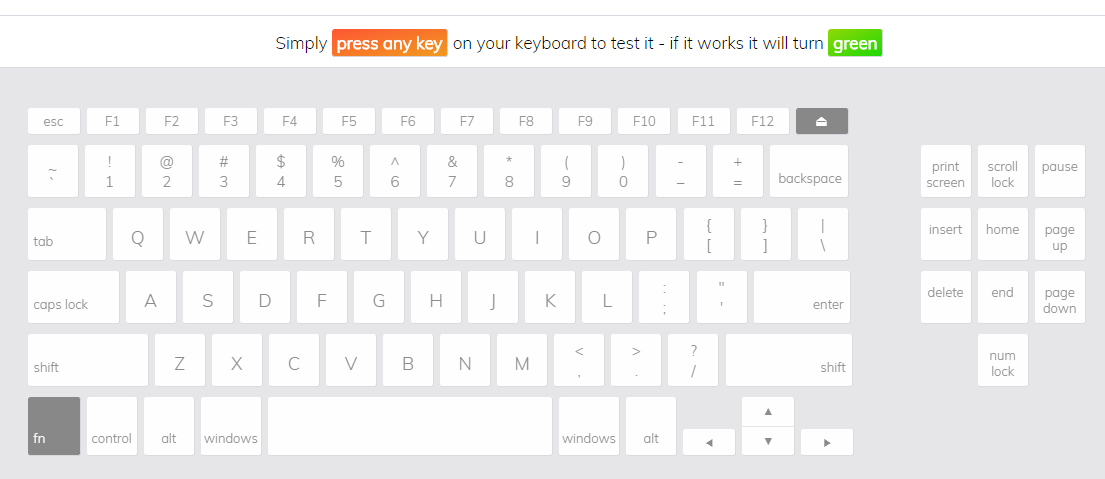 Simply press any key on your keyboard to test it - if it works it will turn green
esc F1 F2 F3 F4 F5 F6 F7 F8 F9 F10 F11 F12 ⏏
~ ! @ # $ % ^ & * ( ) - +
` 1 2 3 4 5 6 7 8 9 0 _ = backspace
print screen scroll lock pause
tab Q W E R T Y U I O P { [ } ] | \
insert home page up
caps lock A S D F G H J K L : ; " ' enter
delete end page down
shift Z X C V B N M < , > . ? / shift
num lock
fn control alt windows windows alt ◄ ▲ ▼ ►